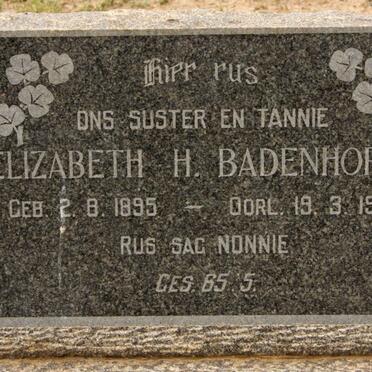 Hier rus
ONS SUSTER EN TANNIE
ELIZABETH H. BADENHOR
GEB. 2. 8. 1895 — OORL. 19. 3. 19
RUS SAG NONNIE
GES. 65 : 5.